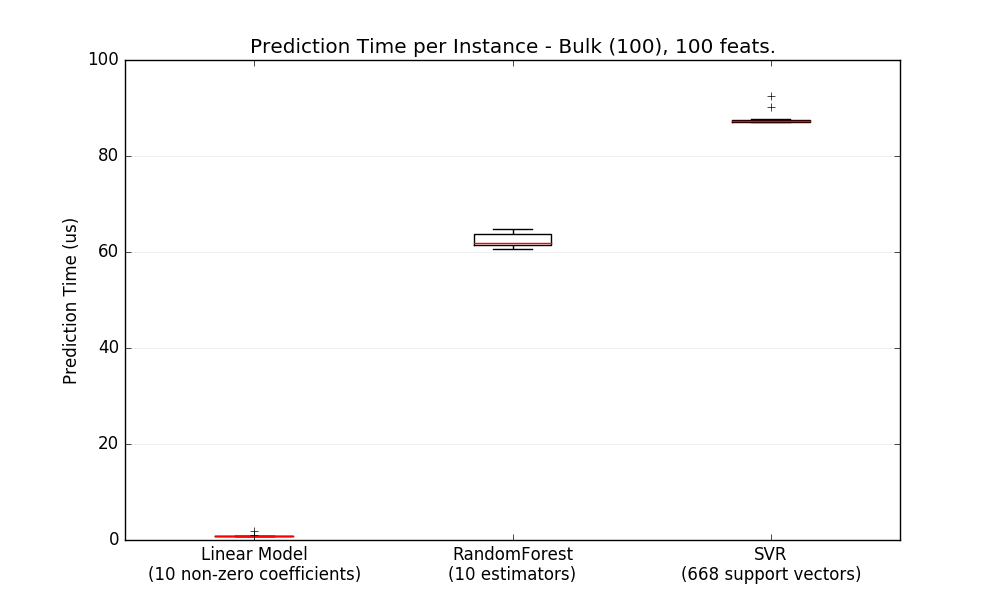 Prediction Time per Instance - Bulk (100), 100 feats.
100
80
60
40
20
0
Prediction Time (us)
Linear Model
(10 non-zero coefficients)
RandomForest
(10 estimators)
SVR
(668 support vectors)